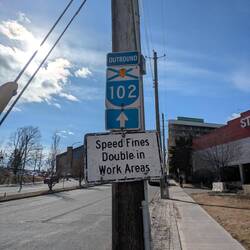 OUTBOUND
102
Speed Fines
Double in
Work Areas